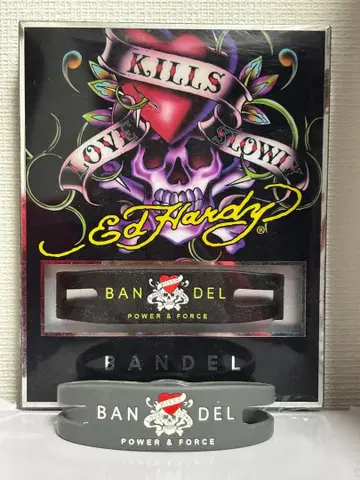 KILLS
LOVE SLOWLY
Ed Hardy®
BAN DEL
POWER & FORCE
BANDEL
BAN DEL
POWER & FORCE